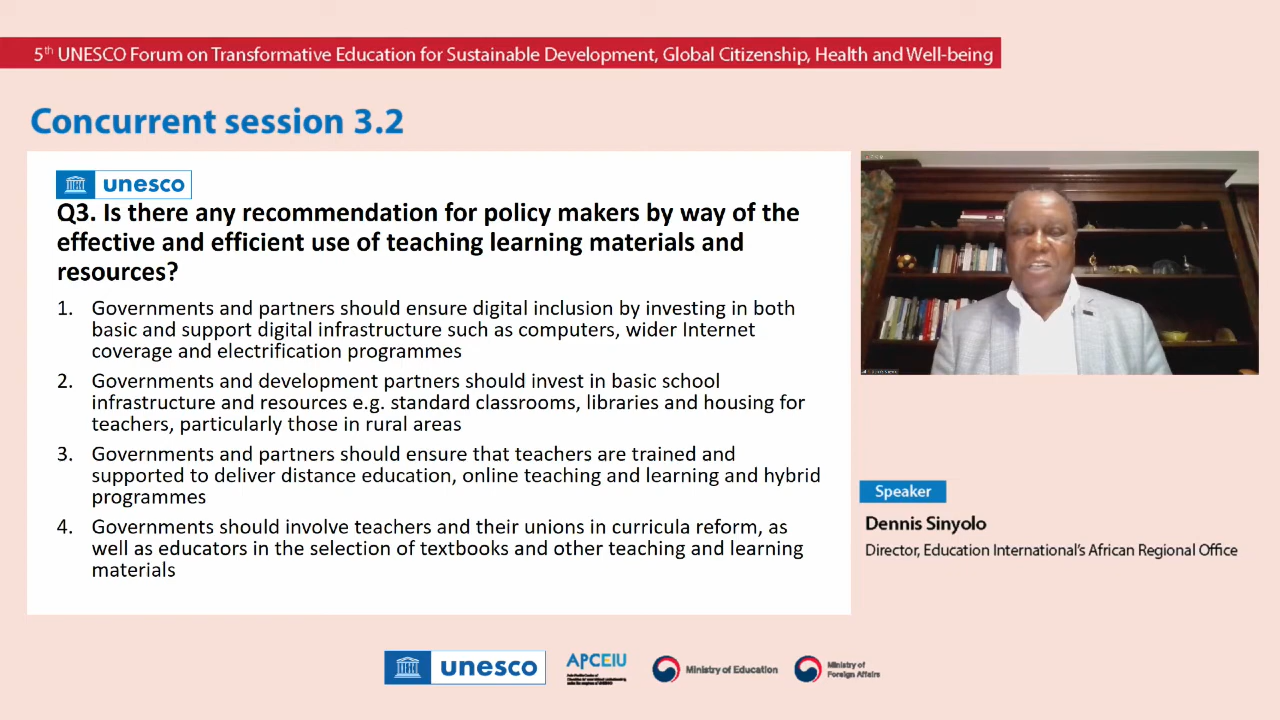 5th UNESCO Forum on Transformative Education for Sustainable Development, Global Citizenship, Health and Well-being
Concurrent session 3.2
unesco
Q3. Is there any recommendation for policy makers by way of the
effective and efficient use of teaching learning materials and
resources?
1. Governments and partners should ensure digital inclusion by investing in both
basic and support digital infrastructure such as computers, wider Internet
coverage and electrification programmes
2. Governments and development partners should invest in basic school
infrastructure and resources e.g. standard classrooms, libraries and housing for
teachers, particularly those in rural areas
3. Governments and partners should ensure that teachers are trained and
supported to deliver distance education, online teaching and learning and hybrid
programmes
4. Governments should involve teachers and their unions in curricula reform, as
well as educators in the selection of textbooks and other teaching and learning
materials
Speaker
Dennis Sinyolo
Director, Education International's African Regional Office
unesco
APCEIU
Ministry of Education
Ministry of
Foreign Affairs